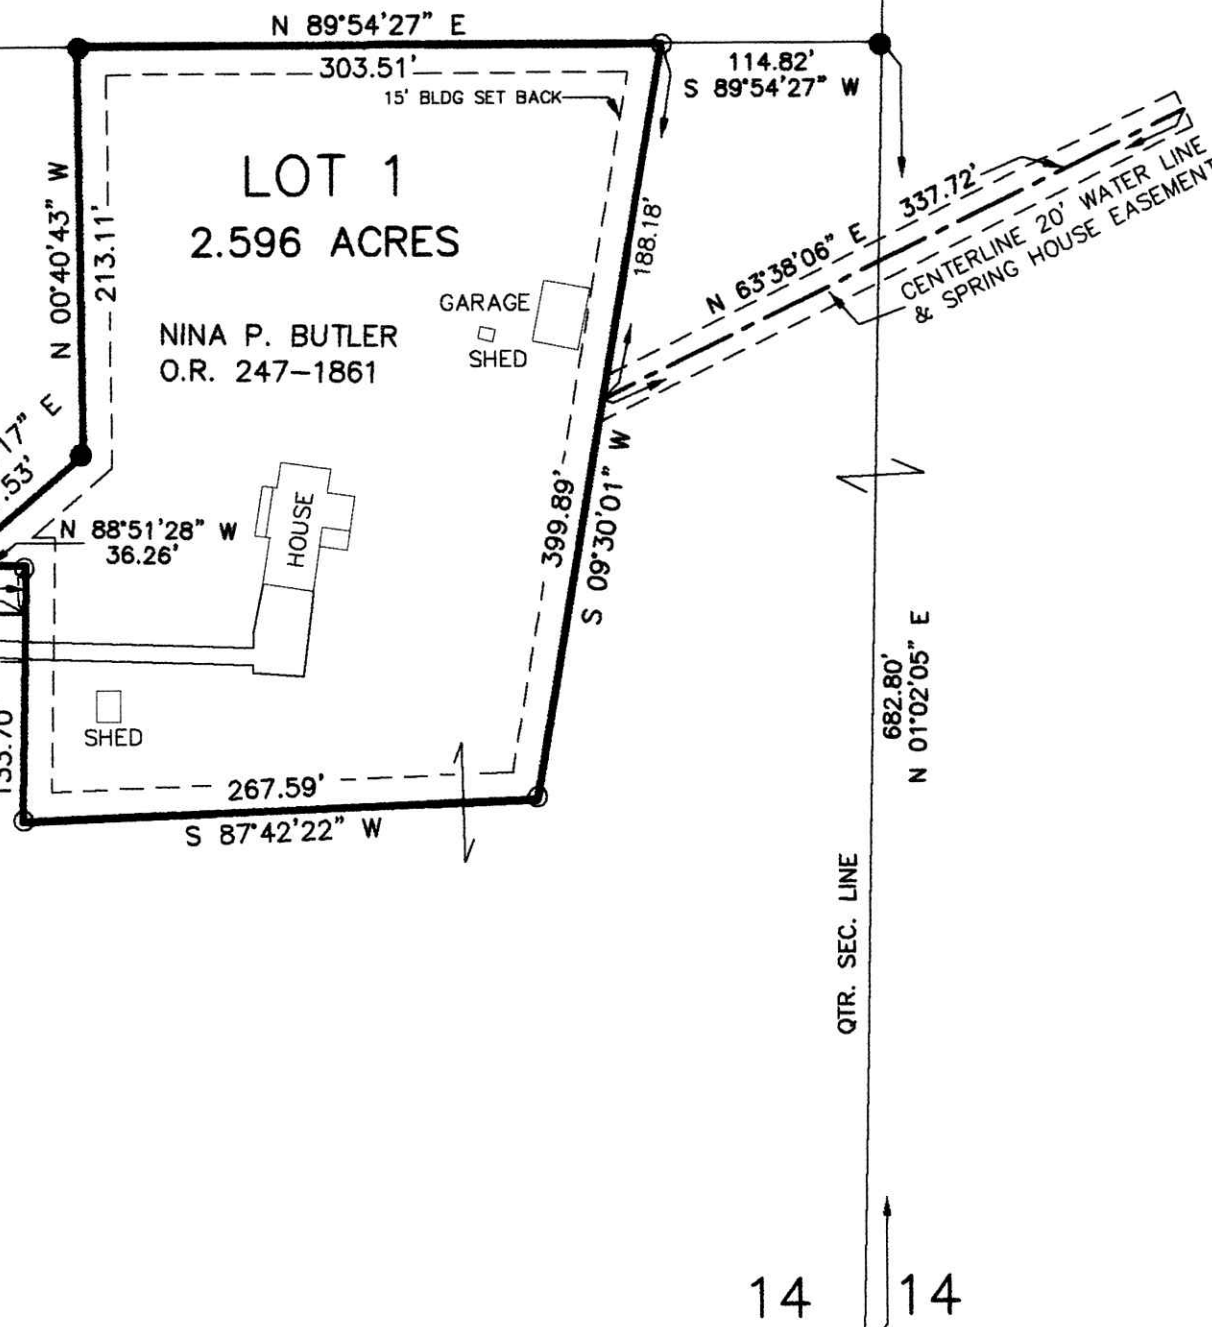 N 89°54'27" E
303.51'
114.82'
S 89°54'27" W
15' BLDG SET BACK
LOT 1
2.596 ACRES
N 00°40'43" W
213.11'
188.18'
N 63°38'06" E 337.72'
CENTERLINE 20' WATER LINE
& SPRING HOUSE EASEMENT
GARAGE
SHED
NINA P. BUTLER
O.R. 247-1861
17" E
.53'
N 88°51'28" W
36.26'
HOUSE
399.89'
S 09°30'01" W
682.80'
N 01°02'05" E
SHED
267.59'
S 87°42'22" W
QTR. SEC. LINE
14
14